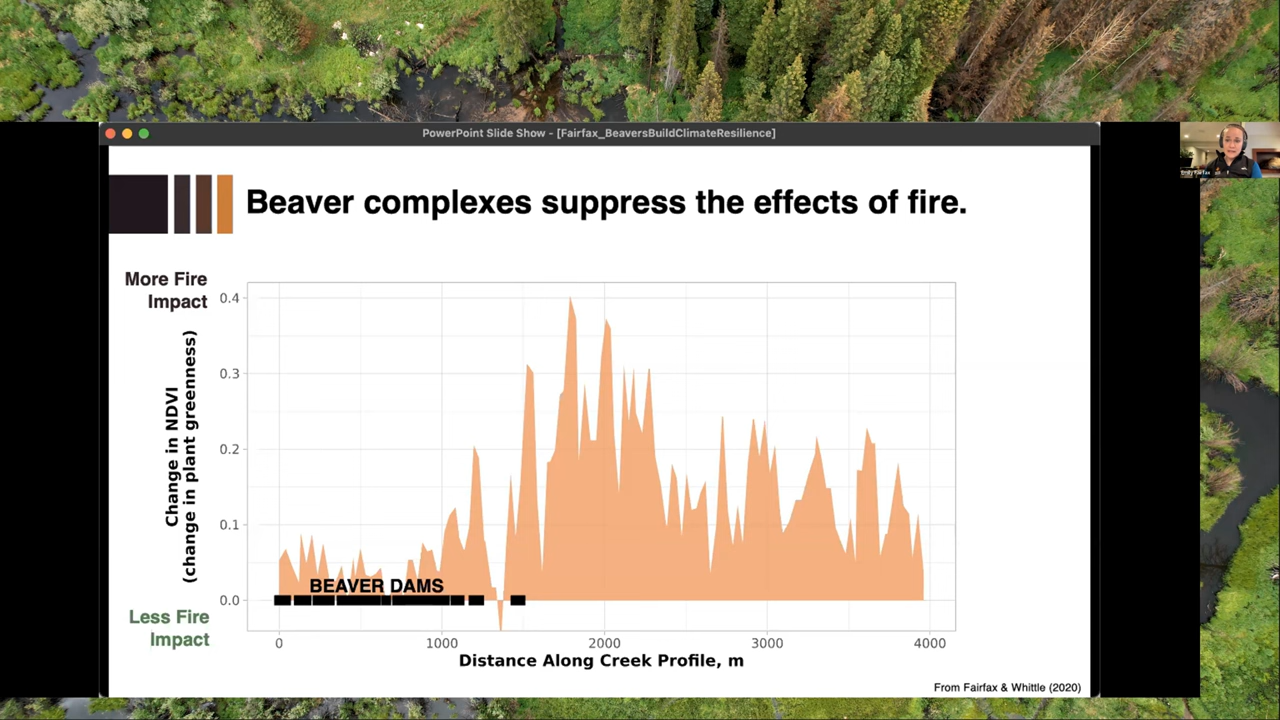 PowerPoint Slide Show - [Fairfax_BeaversBuildClimateResilience]
Emily Fairfax
Beaver complexes suppress the effects of fire.
More Fire
Impact
0.4
0.3
0.2
0.1
0.0
Change in NDVI
(change in plant greenness)
BEAVER DAMS
Less Fire
Impact
0
1000
2000
3000
4000
Distance Along Creek Profile, m
From Fairfax & Whittle (2020)